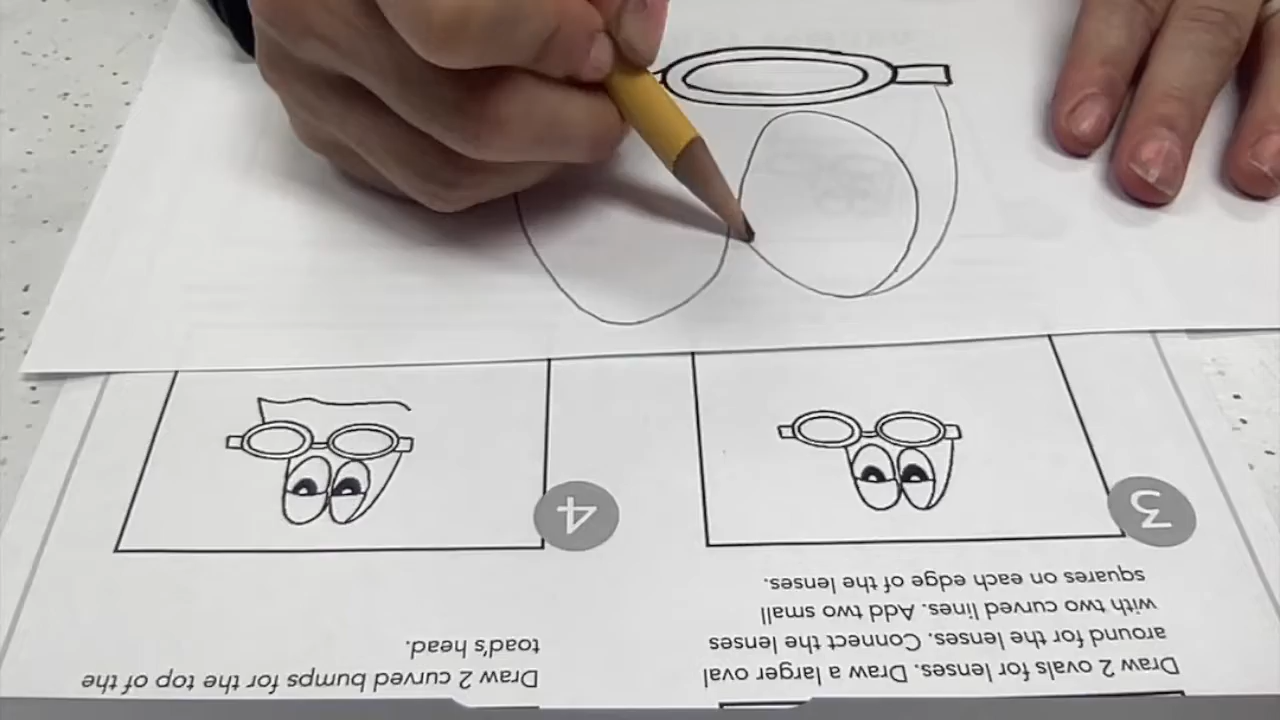 3
Draw 2 ovals for lenses. Draw a larger oval
around for the lenses. Connect the lenses
with two curved lines. Add two small
squares on each edge of the lenses.
4
Draw 2 curved bumps for the top of the
toad's head.